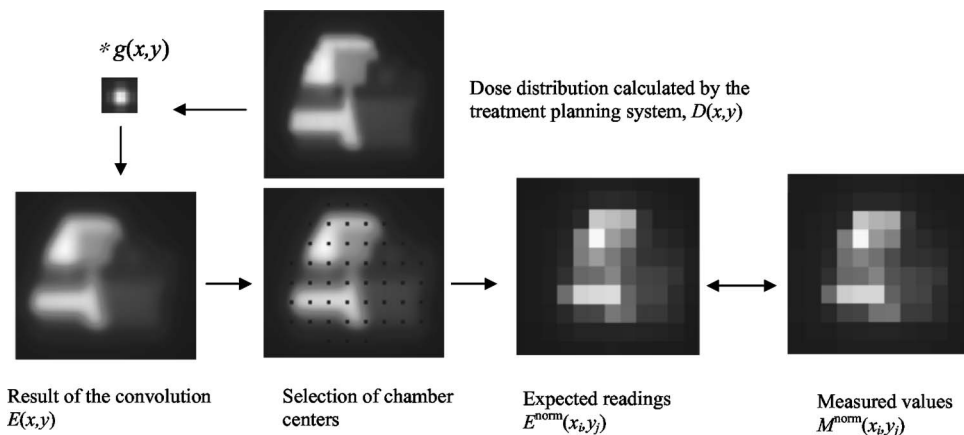 * g(x,y)
Dose distribution calculated by the
treatment planning system, D(x,y)
Result of the convolution
E(x,y)
Selection of chamber
centers
Expected readings
E^norm(x_i,y_j)
Measured values
M^norm(x_i,y_j)